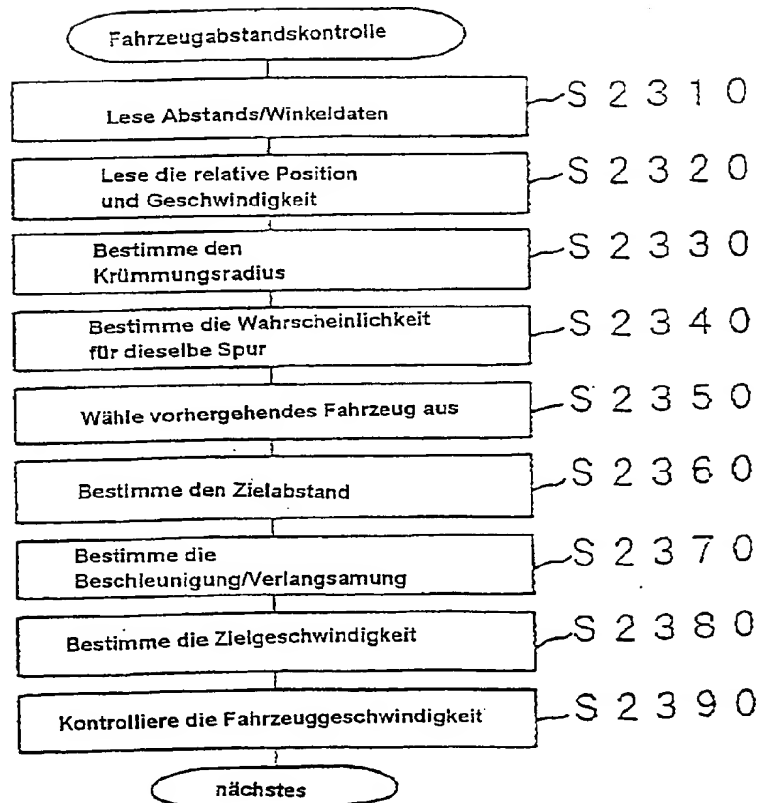 Fahrzeugabstandskontrolle
Lese Abstands/Winkeldaten
S2310
Lese die relative Position
und Geschwindigkeit
S2320
Bestimme den
Krümmungsradius
S2330
Bestimme die Wahrscheinlichkeit
für dieselbe Spur
S2340
Wähle vorhergehendes Fahrzeug aus
S2350
Bestimme den Zielabstand
S2360
Bestimme die
Beschleunigung/Verlangsamung
S2370
Bestimme die Zielgeschwindigkeit
S2380
Kontrolliere die Fahrzeuggeschwindigkeit
S2390
nächstes